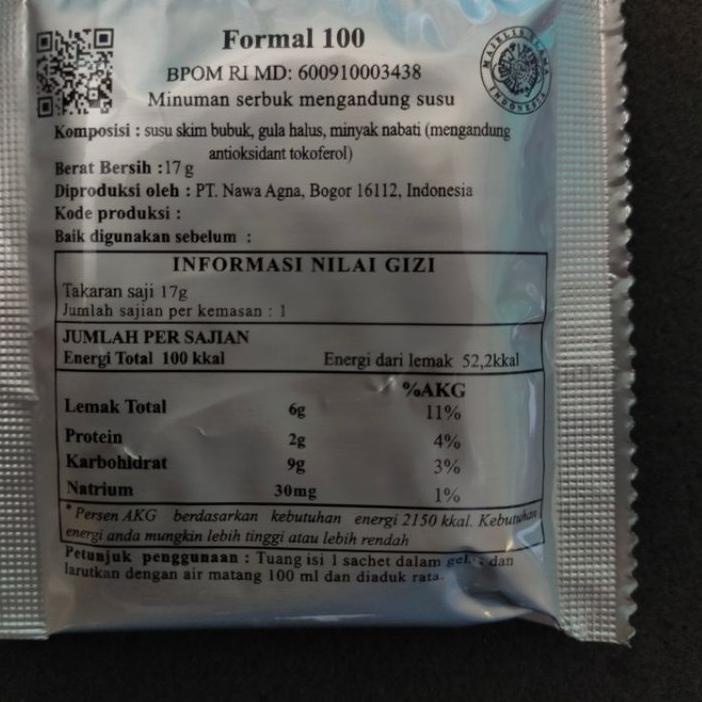 Formal 100
BPOM RI MD: 600910003438
MAJELIS ULAMA INDONESIA
Minuman serbuk mengandung susu
Komposisi : susu skim bubuk, gula halus, minyak nabati (mengandung
antioksidant tokoferol)
Berat Bersih :17 g
Diproduksi oleh : PT. Nawa Agna, Bogor 16112, Indonesia
Kode produksi :
Baik digunakan sebelum :
INFORMASI NILAI GIZI
Takaran saji 17g
Jumlah sajian per kemasan : 1
JUMLAH PER SAJIAN
Energi Total 100 kkal Energi dari lemak 52,2kkal
%AKG
Lemak Total 6g 11%
Protein 2g 4%
Karbohidrat 9g 3%
Natrium 30mg 1%
*Persen AKG berdasarkan kebutuhan energi 2150 kkal. Kebutuhan
energi anda mungkin lebih tinggi atau lebih rendah
Petunjuk penggunaan : Tuang isi 1 sachet dalam dan
larutkan dengan air matang 100 ml dan diaduk rata.